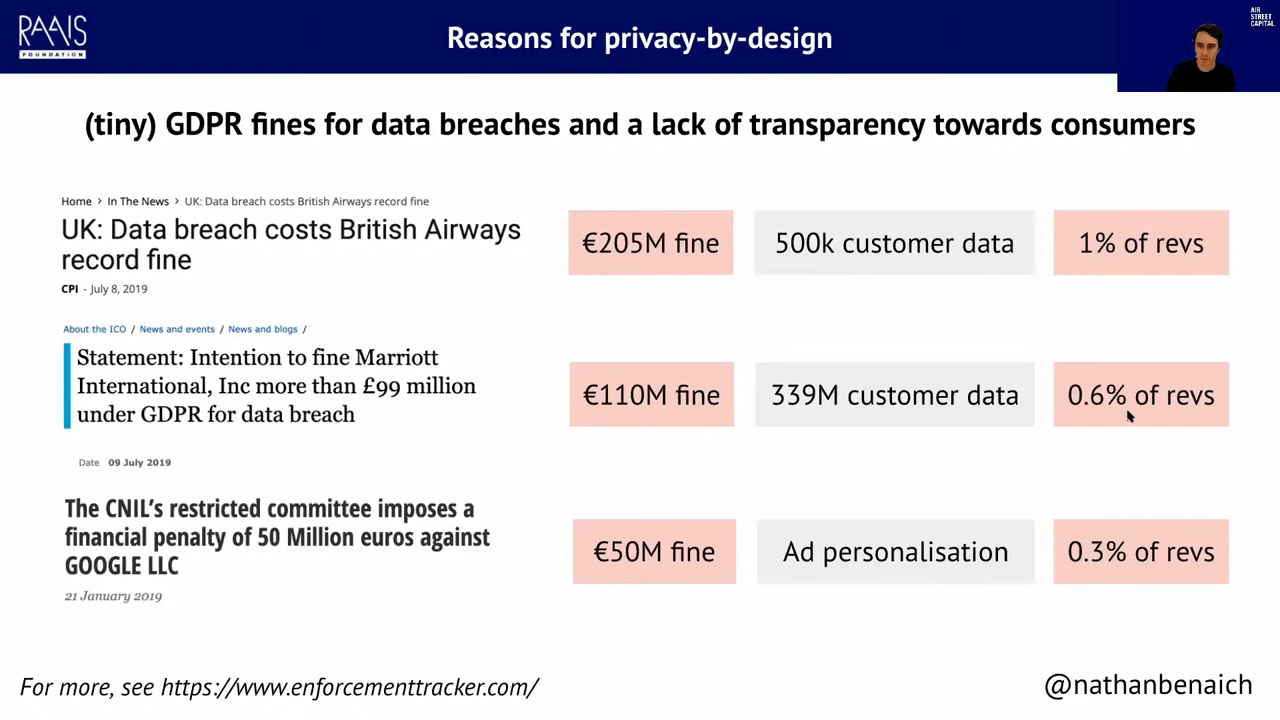 RAAIS
FOUNDATION
Reasons for privacy-by-design
AIR
STREET
CAPITAL
(tiny) GDPR fines for data breaches and a lack of transparency towards consumers
Home > In The News > UK: Data breach costs British Airways record fine
UK: Data breach costs British Airways
record fine
CPI - July 8, 2019
€205M fine
500k customer data
1% of revs
About the ICO / News and events / News and blogs /
Statement: Intention to fine Marriott
International, Inc more than £99 million
under GDPR for data breach
Date 09 July 2019
€110M fine
339M customer data
0.6% of revs
The CNIL's restricted committee imposes a
financial penalty of 50 Million euros against
GOOGLE LLC
21 January 2019
€50M fine
Ad personalisation
0.3% of revs
For more, see https://www.enforcementtracker.com/
@nathanbenaich